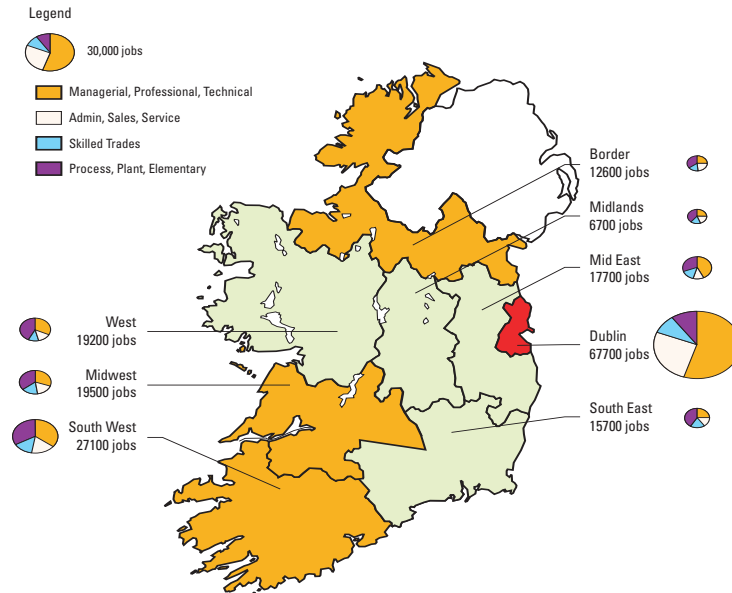 Legend
30,000 jobs
Managerial, Professional, Technical
Admin, Sales, Service
Skilled Trades
Process, Plant, Elementary
Border
12600 jobs
Midlands
6700 jobs
Mid East
17700 jobs
Dublin
67700 jobs
South East
15700 jobs
West
19200 jobs
Midwest
19500 jobs
South West
27100 jobs